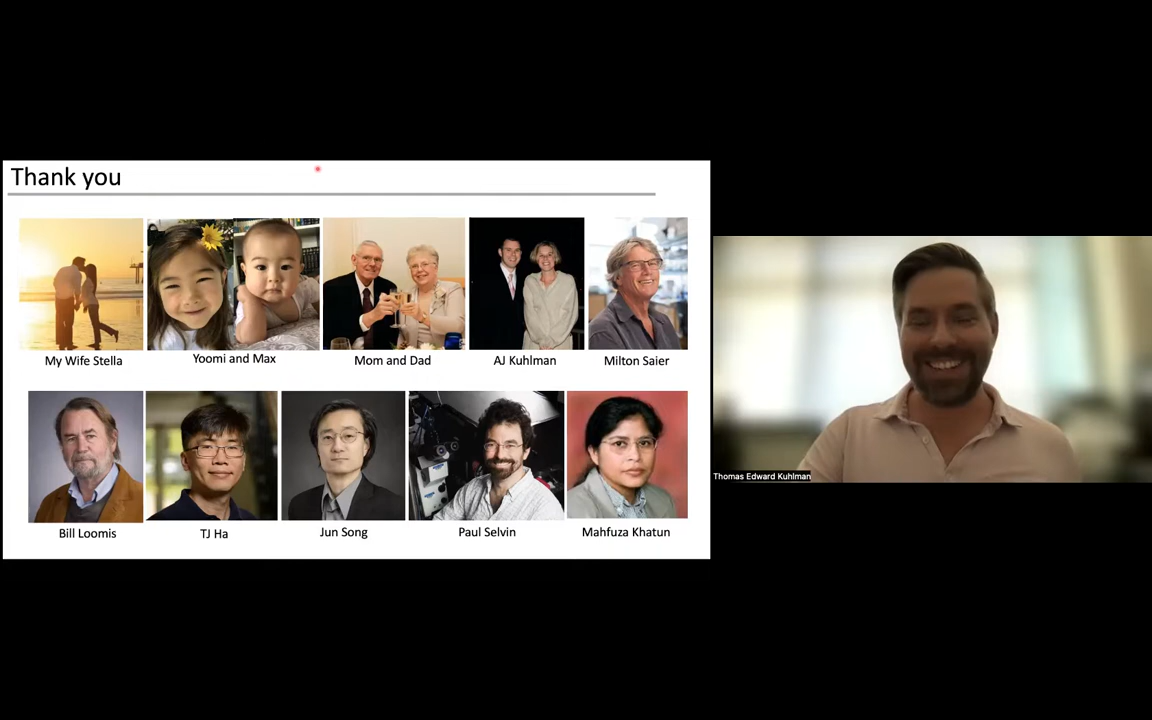 Thank you
My Wife Stella
Yoomi and Max
Mom and Dad
AJ Kuhlman
Milton Saier
Bill Loomis
TJ Ha
Jun Song
Paul Selvin
Mahfuza Khatun
Thomas Edward Kuhlman